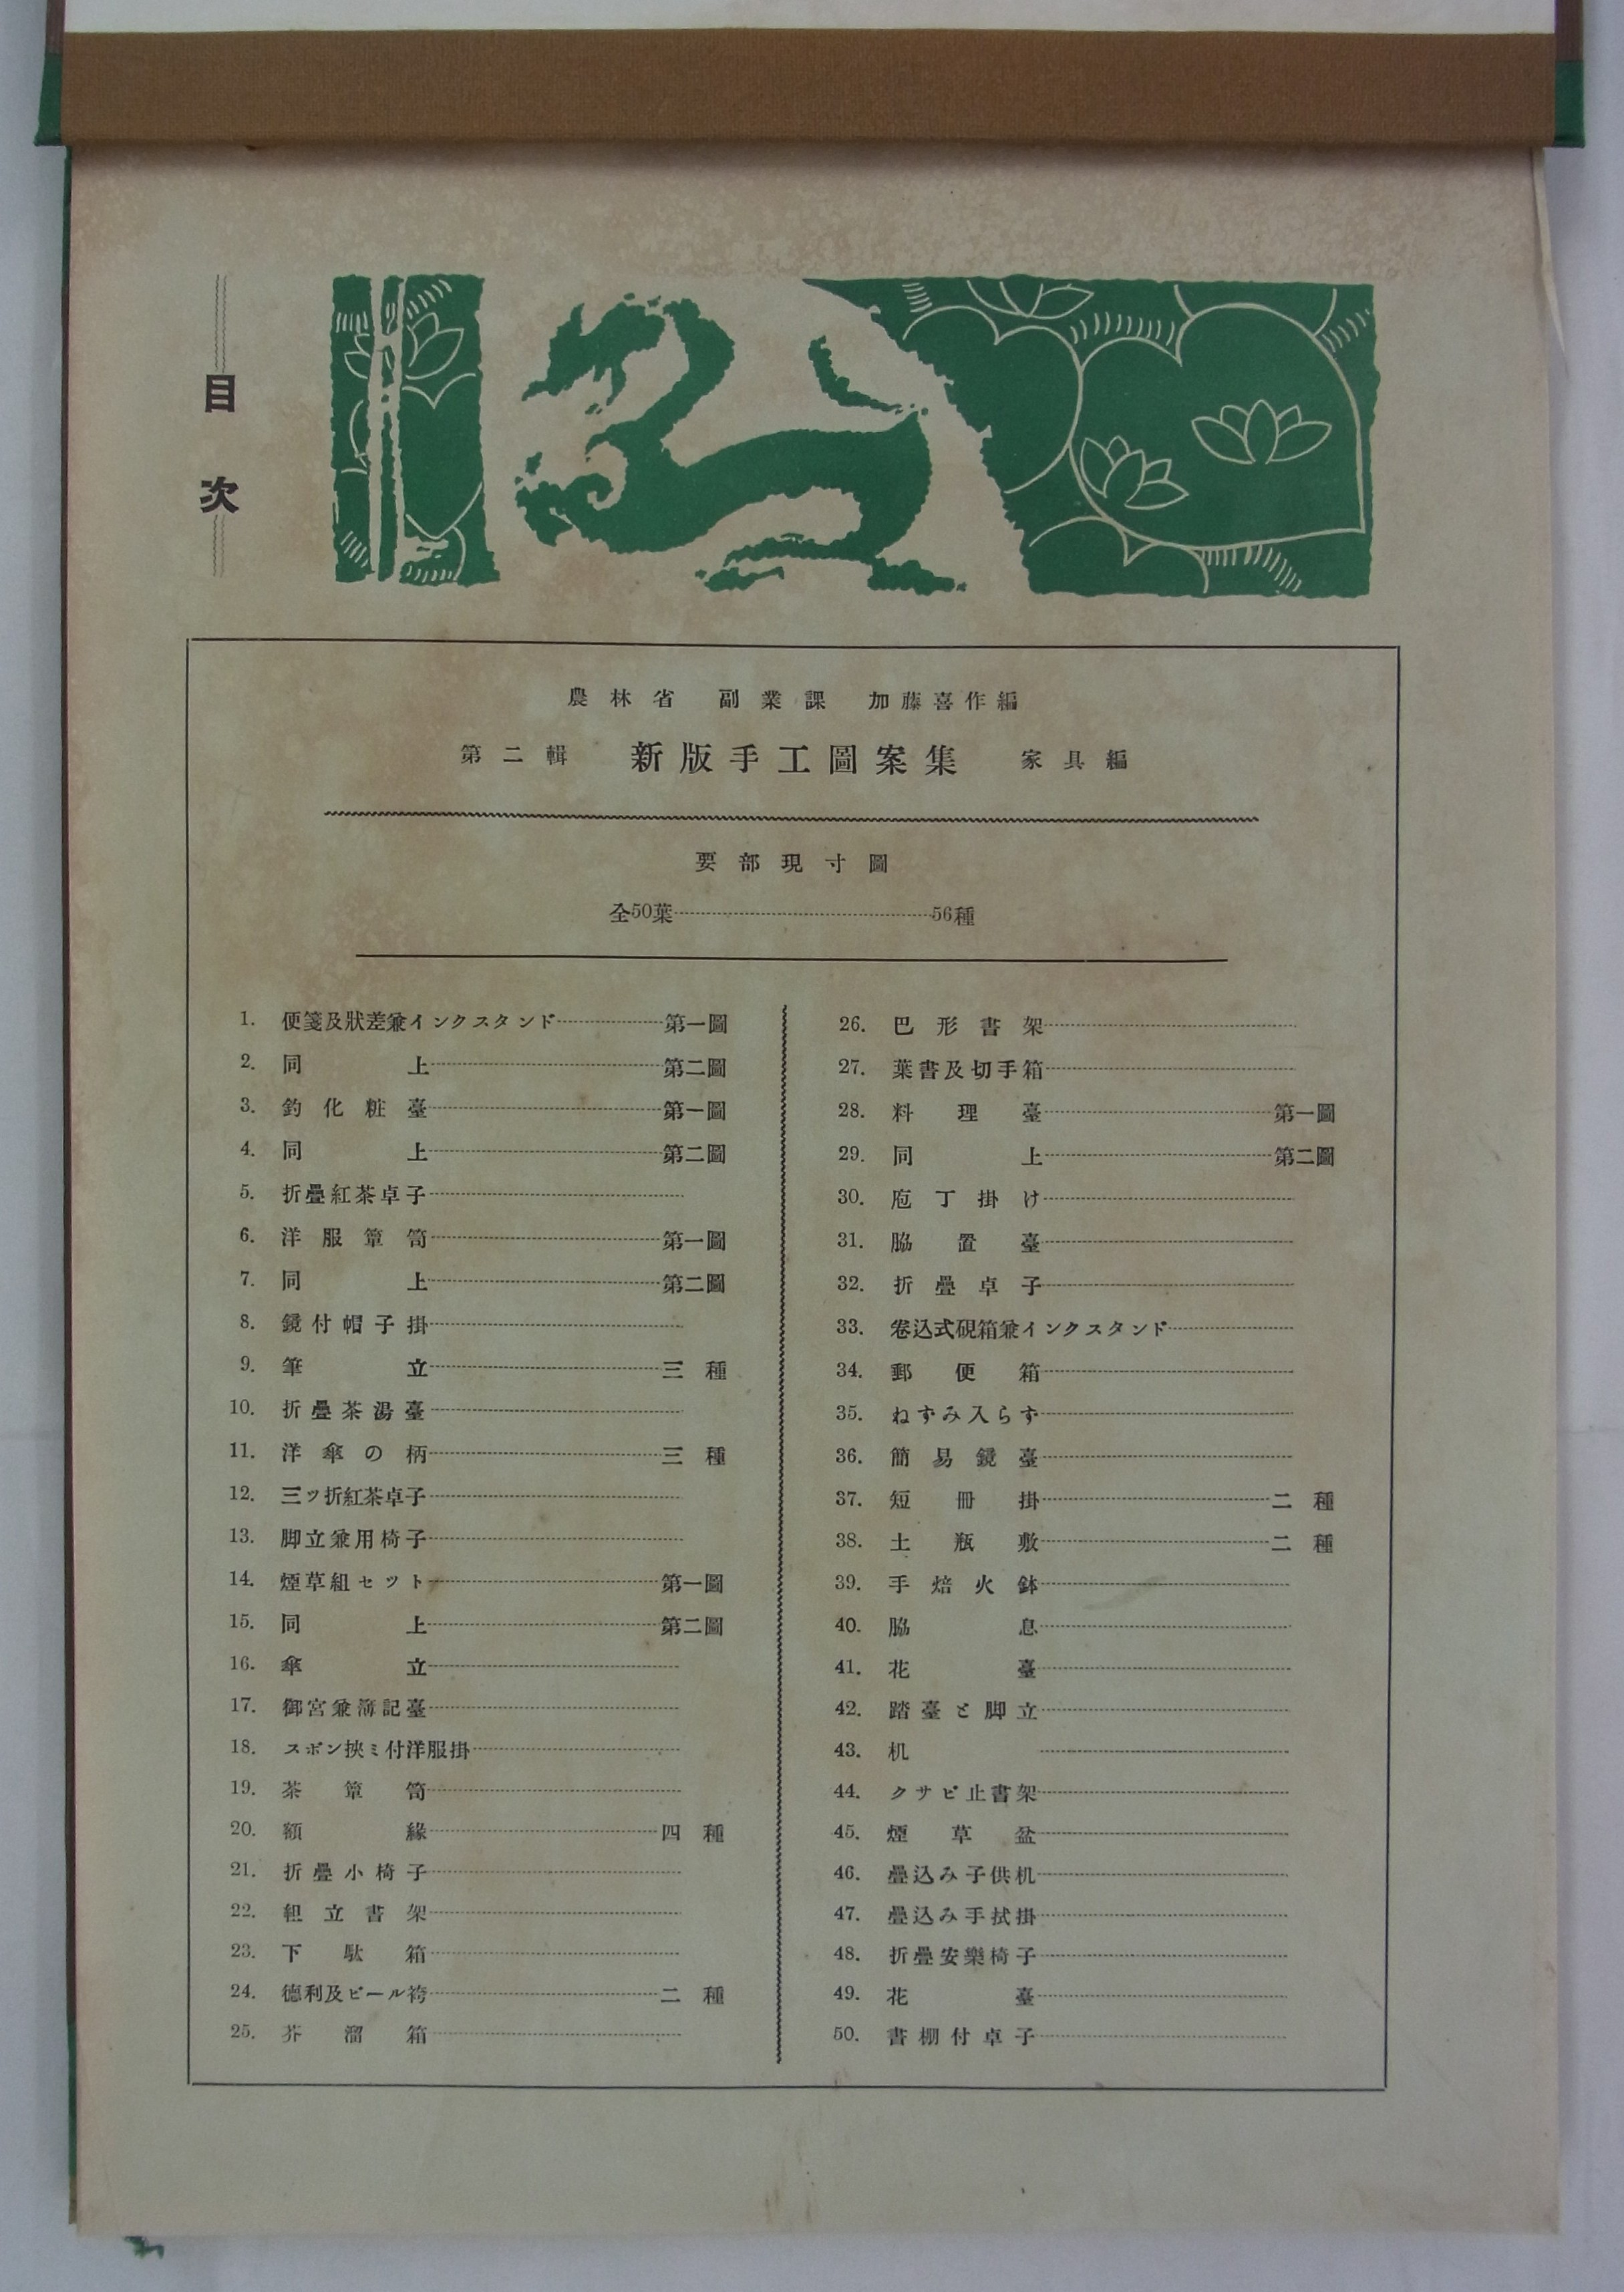 目次
農林省 副業課 加藤喜作編
第二輯 新版手工圖案集 家具編
要部現寸圖
全50葉……56種
1. 便箋及狀差兼インクスタンド……第一圖
2. 同上……第二圖
3. 釣化粧臺……第一圖
4. 同上……第二圖
5. 折疊紅茶卓子……
6. 洋服簞笥……第一圖
7. 同上……第二圖
8. 鏡付帽子掛……
9. 筆立……三種
10. 折疊茶湯臺……
11. 洋傘の柄……三種
12. 三ツ折紅茶卓子……
13. 脚立兼用椅子……
14. 煙草組セット……第一圖
15. 同上……第二圖
16. 傘立……
17. 御宮兼簿記臺……
18. スボン挾ミ付洋服掛……
19. 茶簞笥……
20. 額緣……四種
21. 折疊小椅子……
22. 組立書架……
23. 下駄箱……
24. 德利及ビール袴……二種
25. 芥溜箱……
26. 巴形書架……
27. 葉書及切手箱……
28. 料理臺……第一圖
29. 同上……第二圖
30. 庖丁掛け……
31. 脇置臺……
32. 折疊卓子……
33. 卷込式硯箱兼インクスタンド……
34. 郵便箱……
35. ねずみ入らず……
36. 簡易鏡臺……
37. 短冊掛……二種
38. 土瓶敷……二種
39. 手焙火鉢……
40. 脇息……
41. 花臺……
42. 踏臺と脚立……
43. 机……
44. クサビ止書架……
45. 煙草盆……
46. 疊込み子供机……
47. 疊込み手拭掛……
48. 折疊安樂椅子……
49. 花臺……
50. 書棚付卓子……